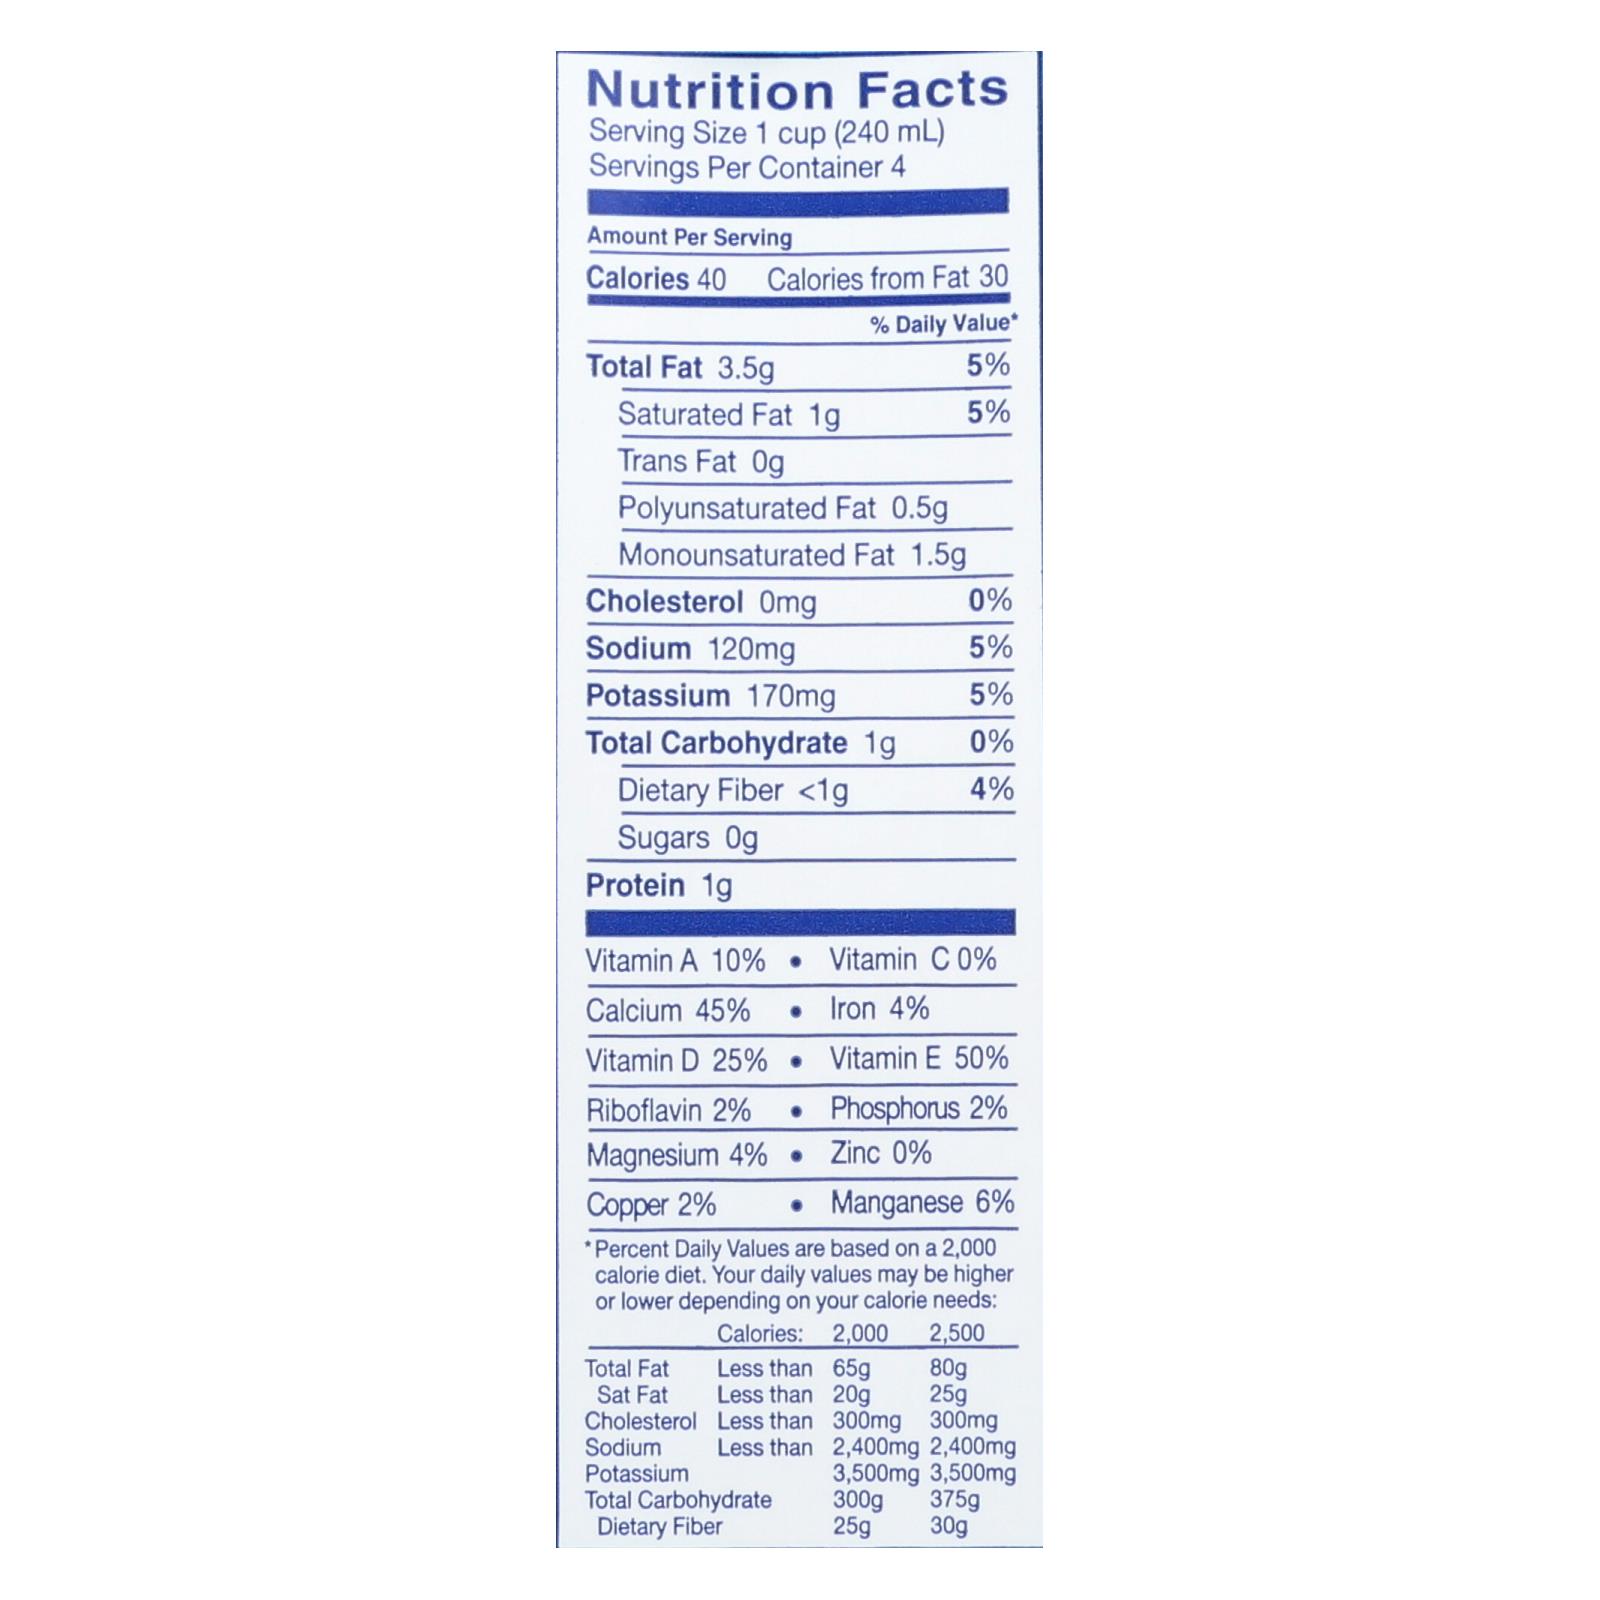 Nutrition Facts
Serving Size 1 cup (240 mL)
Servings Per Container 4
Amount Per Serving
Calories 40 Calories from Fat 30
% Daily Value*
Total Fat 3.5g 5%
Saturated Fat 1g 5%
Trans Fat 0g
Polyunsaturated Fat 0.5g
Monounsaturated Fat 1.5g
Cholesterol 0mg 0%
Sodium 120mg 5%
Potassium 170mg 5%
Total Carbohydrate 1g 0%
Dietary Fiber <1g 4%
Sugars 0g
Protein 1g
Vitamin A 10% • Vitamin C 0%
Calcium 45% • Iron 4%
Vitamin D 25% • Vitamin E 50%
Riboflavin 2% • Phosphorus 2%
Magnesium 4% • Zinc 0%
Copper 2% • Manganese 6%
*Percent Daily Values are based on a 2,000
calorie diet. Your daily values may be higher
or lower depending on your calorie needs:
Calories: 2,000 2,500
Total Fat Less than 65g 80g
Sat Fat Less than 20g 25g
Cholesterol Less than 300mg 300mg
Sodium Less than 2,400mg 2,400mg
Potassium 3,500mg 3,500mg
Total Carbohydrate 300g 375g
Dietary Fiber 25g 30g